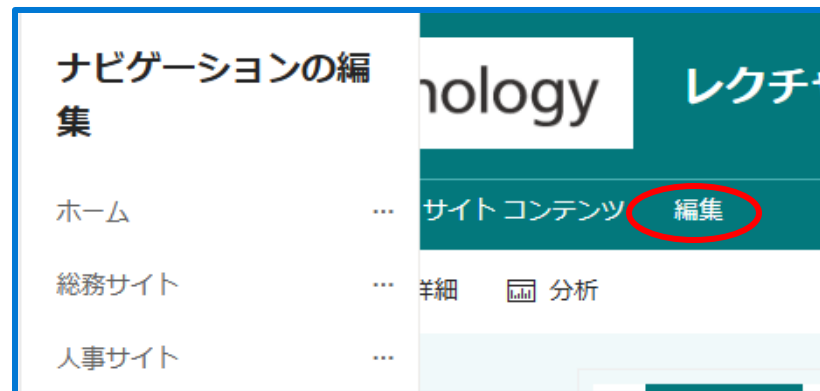 ナビゲーションの編
集
ホーム ...
総務サイト ...
人事サイト ...
nology
レクチャ
サイト コンテンツ 編集
詳細 分析